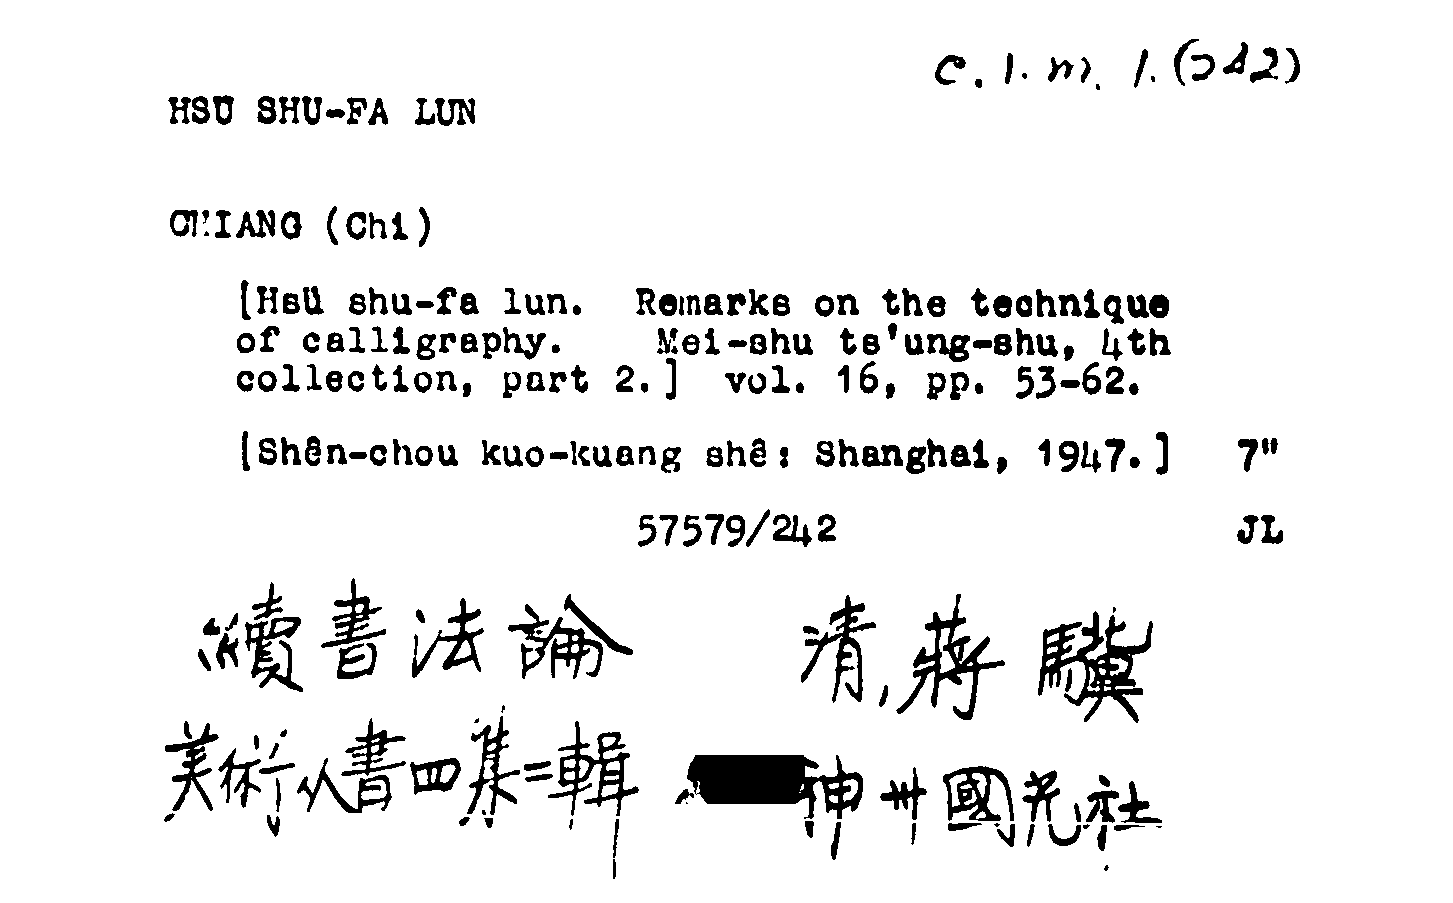 c. 1. m. 1. (242)
HSÜ SHU-FA LUN
CHIANG (Chi)
[Hsü shu-fa lun. Remarks on the technique
of calligraphy. Mei-shu ts'ung-shu, 4th
collection, part 2.] vol. 16, pp. 53-62.
[Shên-chou kuo-kuang shê: Shanghai, 1947.] 7"
57579/242 JL
續書法論 清,蔣驥
美術从書四集二輯 神州國光社